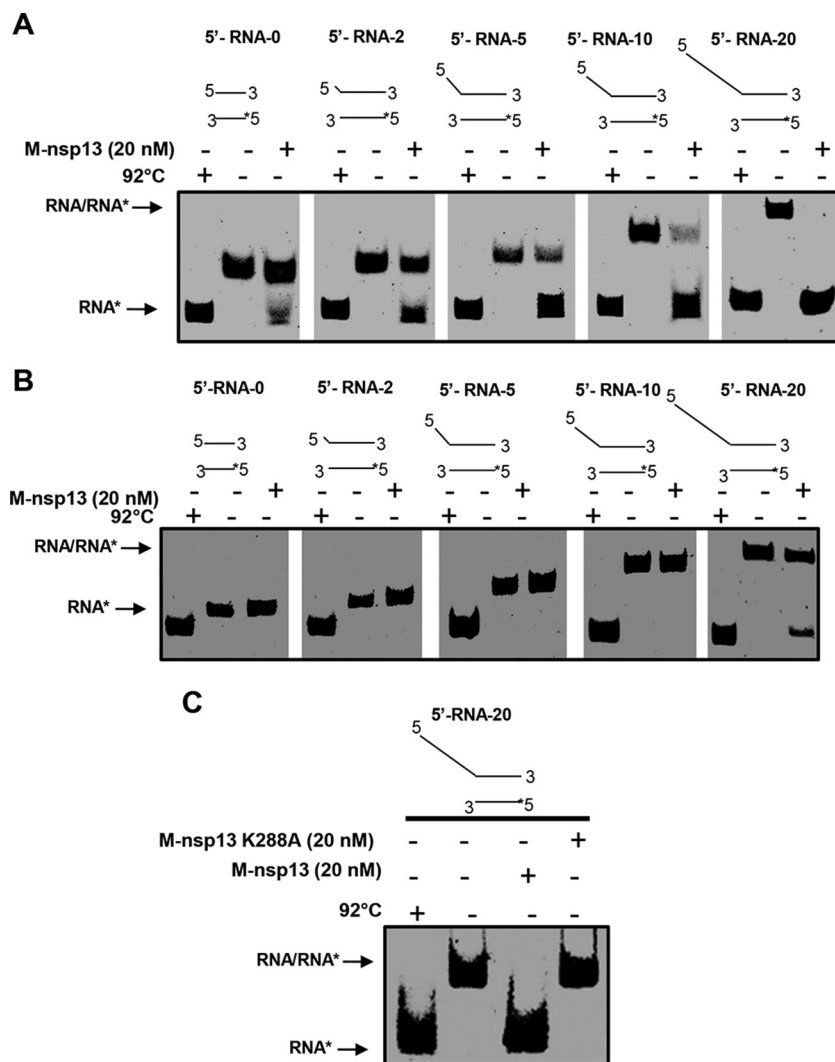 A
5'- RNA-0 5'- RNA-2 5'- RNA-5 5'- RNA-10 5'- RNA-20
5 3 5 3 5 3 5 3 5 3
3 *5 3 *5 3 *5 3 *5 3 *5
M-nsp13 (20 nM) - - + - - + - - + - - + - - +
92°C + - - + - - + - - + - - + - -
RNA/RNA*
RNA*
B
5'-RNA-0 5'- RNA-2 5'- RNA-5 5'- RNA-10 5'- RNA-20
5 3 5 3 5 3 5 3 5 3
3 *5 3 *5 3 *5 3 *5 3 *5
M-nsp13 (20 nM) - - + - - + - - + - - + - - +
92°C + - - + - - + - - + - - + - -
RNA/RNA*
RNA*
C
5'-RNA-20
5 3
3 *5
M-nsp13 K288A (20 nM) - - - +
M-nsp13 (20 nM) - - + -
92°C + - - -
RNA/RNA*
RNA*